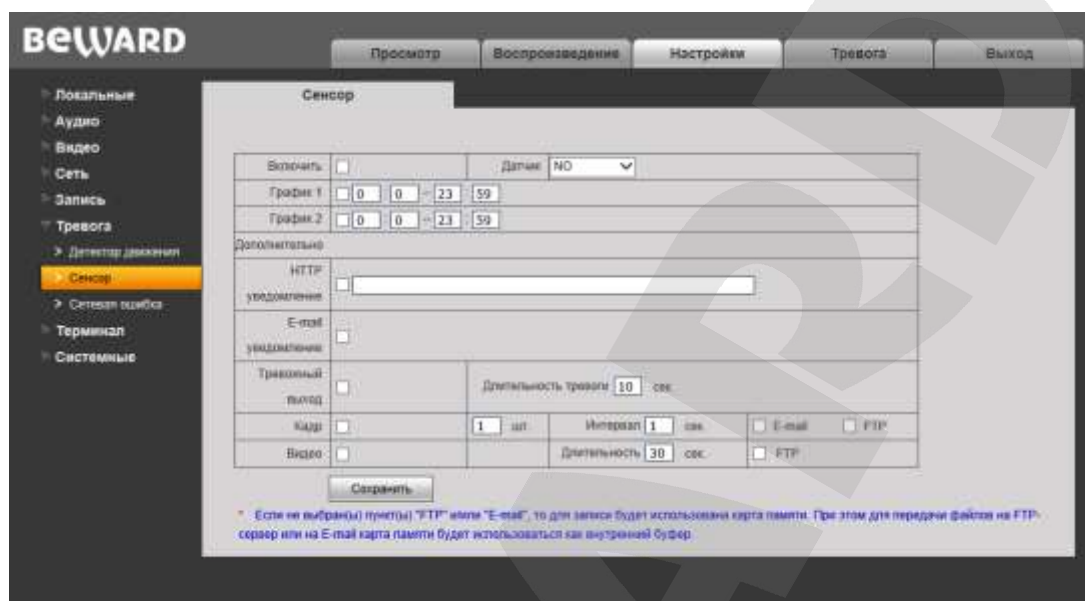 BEWARD
Просмотр Воспроизведение Настройки Тревога Выход
Локальные
Аудио
Видео
Сеть
Запись
Тревога
> Детектор движения
> Сенсор
> Сетевая ошибка
Терминал
Системные
Сенсор
Включить Датчик NO
График 1 0 0 – 23 : 59
График 2 0 0 – 23 : 59
Дополнительно
HTTP
уведомление
E-mail
уведомление
Тревожный
выход
Длительность тревоги 10 сек.
Кадр 1 шт. Интервал 1 сек. E-mail FTP
Видео Длительность 30 сек. FTP
Сохранить
* Если не выбран(ы) пункт(ы) "FTP" и/или "E-mail", то для записи будет использована карта памяти. При этом для передачи файлов на FTP-
сервер или на E-mail карта памяти будет использоваться как внутренний буфер.